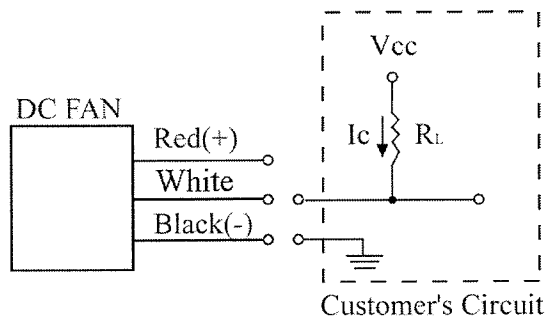 Vcc
DC FAN
Red(+)
Ic
RL
White
Black(-)
Customer's Circuit